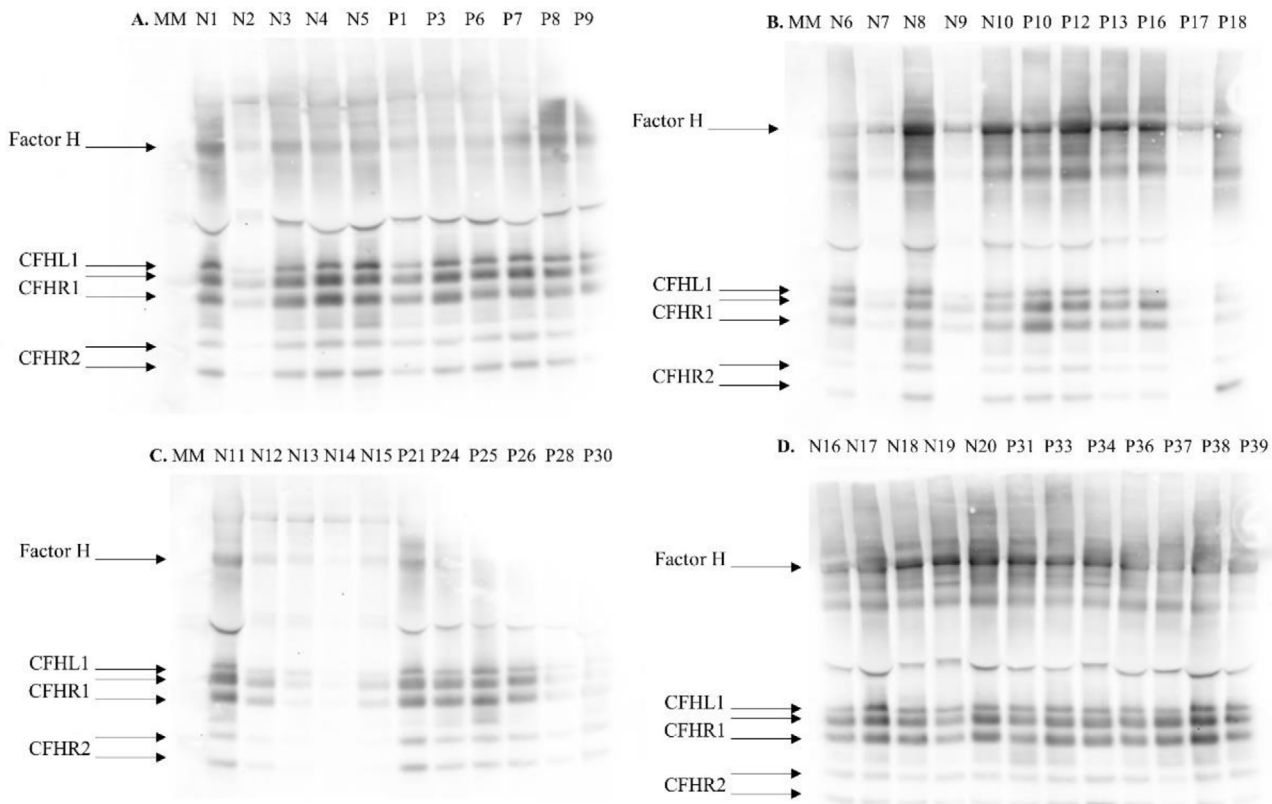 A. MM N1 N2 N3 N4 N5 P1 P3 P6 P7 P8 P9
Factor H
CFHL1
CFHR1
CFHR2
B. MM N6 N7 N8 N9 N10 P10 P12 P13 P16 P17 P18
Factor H
CFHL1
CFHR1
CFHR2
C. MM N11 N12 N13 N14 N15 P21 P24 P25 P26 P28 P30
Factor H
CFHL1
CFHR1
CFHR2
D. N16 N17 N18 N19 N20 P31 P33 P34 P36 P37 P38 P39
Factor H
CFHL1
CFHR1
CFHR2